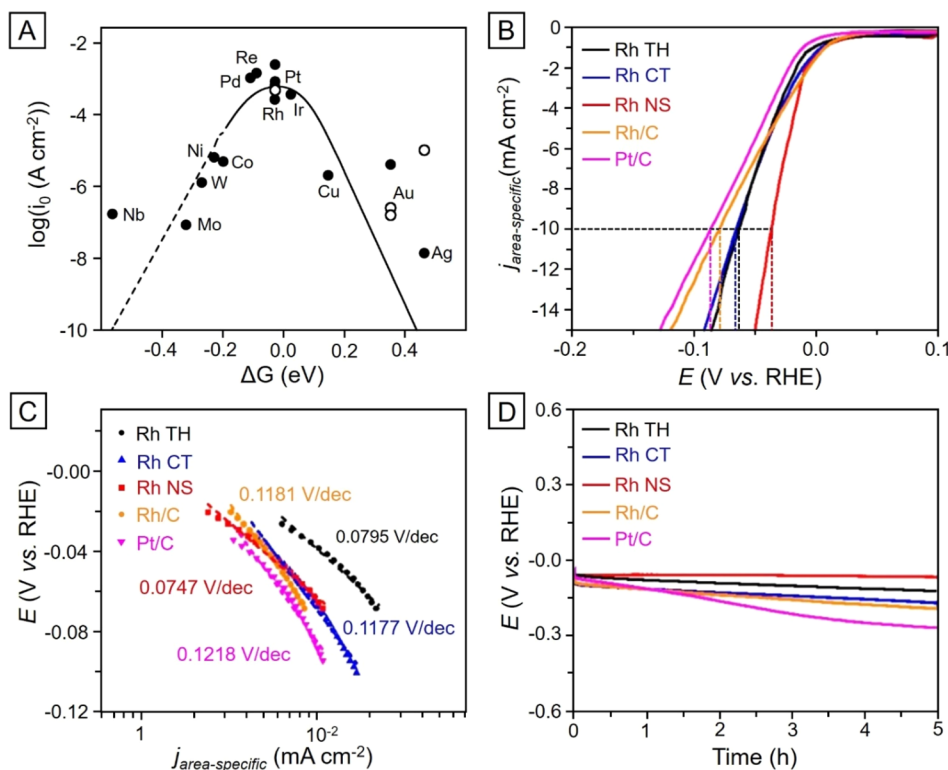 A
log(i₀ (A cm⁻²))
-2
-4
-6
-8
-10
Re
Pd
Pt
Rh
Ir
Ni
Co
W
Nb
Mo
Cu
Au
Ag
-0.4
-0.2
0.0
0.2
0.4
ΔG (eV)
B
j area-specific (mA cm⁻²)
0
-2
-4
-6
-8
-10
-12
-14
Rh TH
Rh CT
Rh NS
Rh/C
Pt/C
-0.2
-0.1
0.0
0.1
E (V vs. RHE)
C
E (V vs. RHE)
-0.00
-0.04
-0.08
-0.12
Rh TH
Rh CT
Rh NS
Rh/C
Pt/C
0.1181 V/dec
0.0795 V/dec
0.0747 V/dec
0.1177 V/dec
0.1218 V/dec
1
10⁻²
j area-specific (mA cm⁻²)
D
E (V vs. RHE)
0.6
0.3
-0.0
-0.3
-0.6
Rh TH
Rh CT
Rh NS
Rh/C
Pt/C
0
1
2
3
4
5
Time (h)